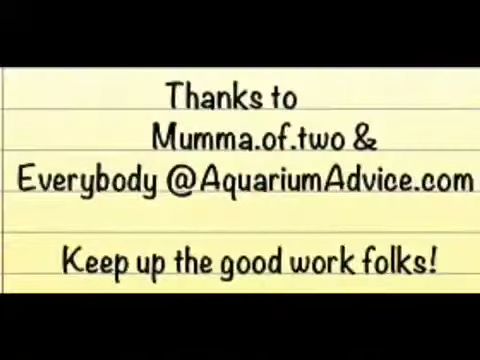 Thanks to
Mumma.of.two &
Everybody @AquariumAdvice.com
Keep up the good work folks!